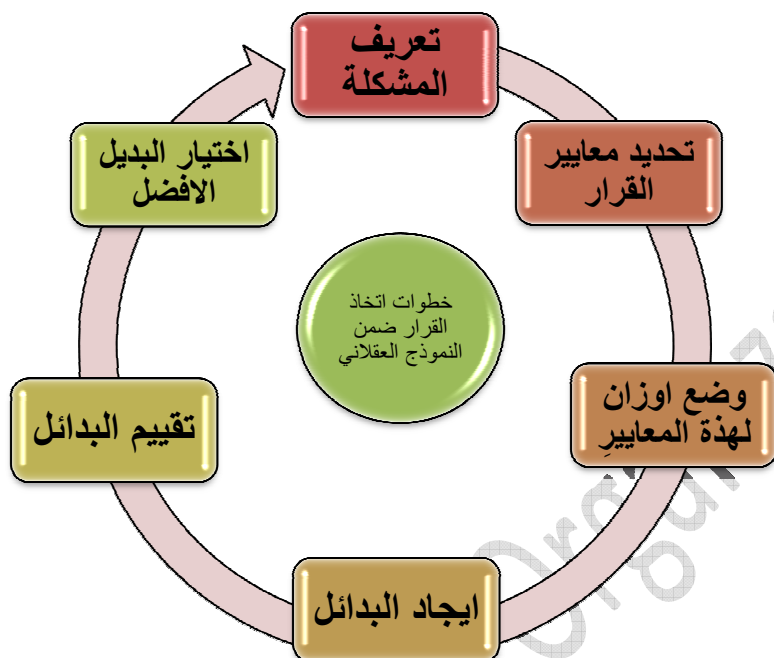 تعريف
المشكلة
تحديد معايير
القرار
وضع اوزان
لهذة المعاييرِ
ايجاد البدائل
تقييم البدائل
اختيار البديل
الافضل
خطوات اتخاذ
القرار ضمن
النموذج العقلاني